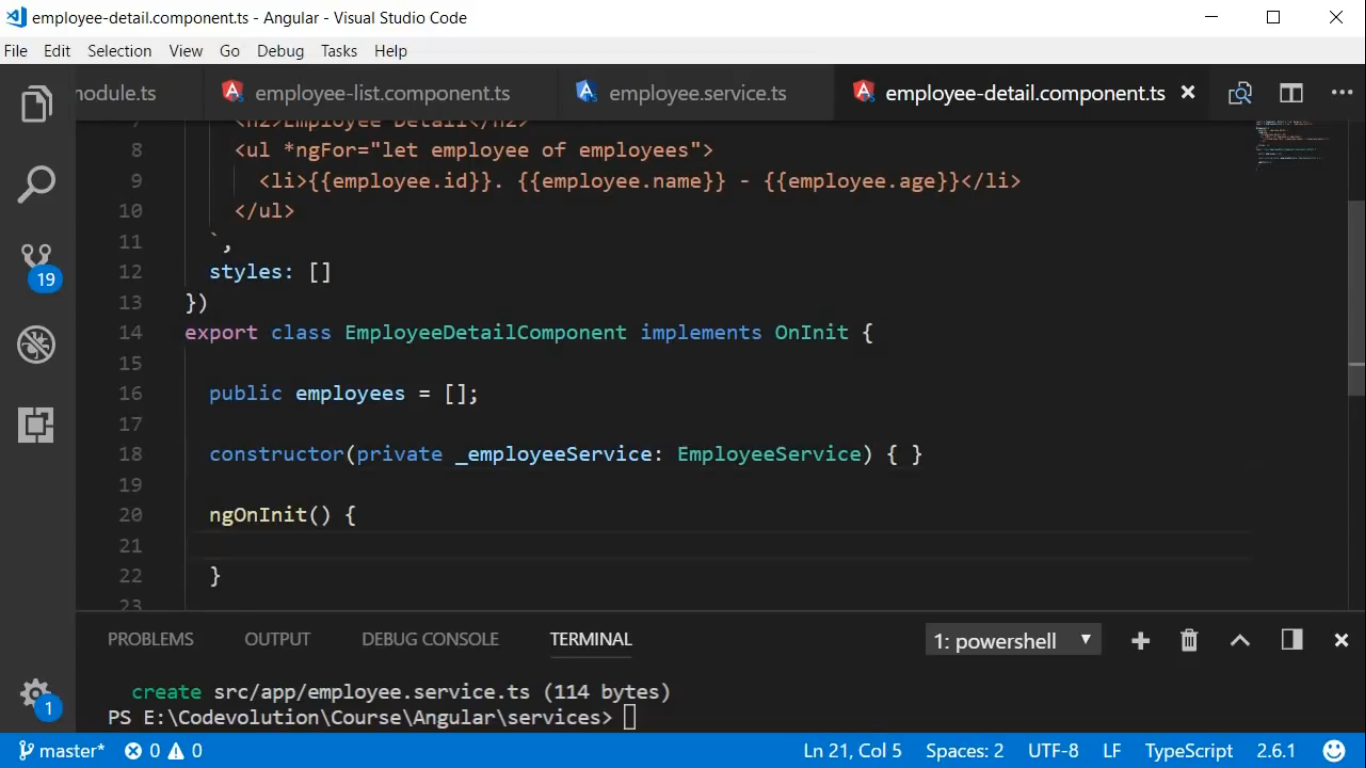 employee-detail.component.ts - Angular - Visual Studio Code
File Edit Selection View Go Debug Tasks Help
module.ts employee-list.component.ts employee.service.ts employee-detail.component.ts
7 <h2>Employee Detail</h2>
8 <ul *ngFor="let employee of employees">
9 <li>{{employee.id}}. {{employee.name}} - {{employee.age}}</li>
10 </ul>
11 `,
12 styles: []
13 })
14 export class EmployeeDetailComponent implements OnInit {
15
16 public employees = [];
17
18 constructor(private _employeeService: EmployeeService) { }
19
20 ngOnInit() {
21
22 }
23
19
1
PROBLEMS OUTPUT DEBUG CONSOLE TERMINAL 1: powershell
create src/app/employee.service.ts (114 bytes)
PS E:\Codevolution\Course\Angular\services>
master* 0 0 Ln 21, Col 5 Spaces: 2 UTF-8 LF TypeScript 2.6.1